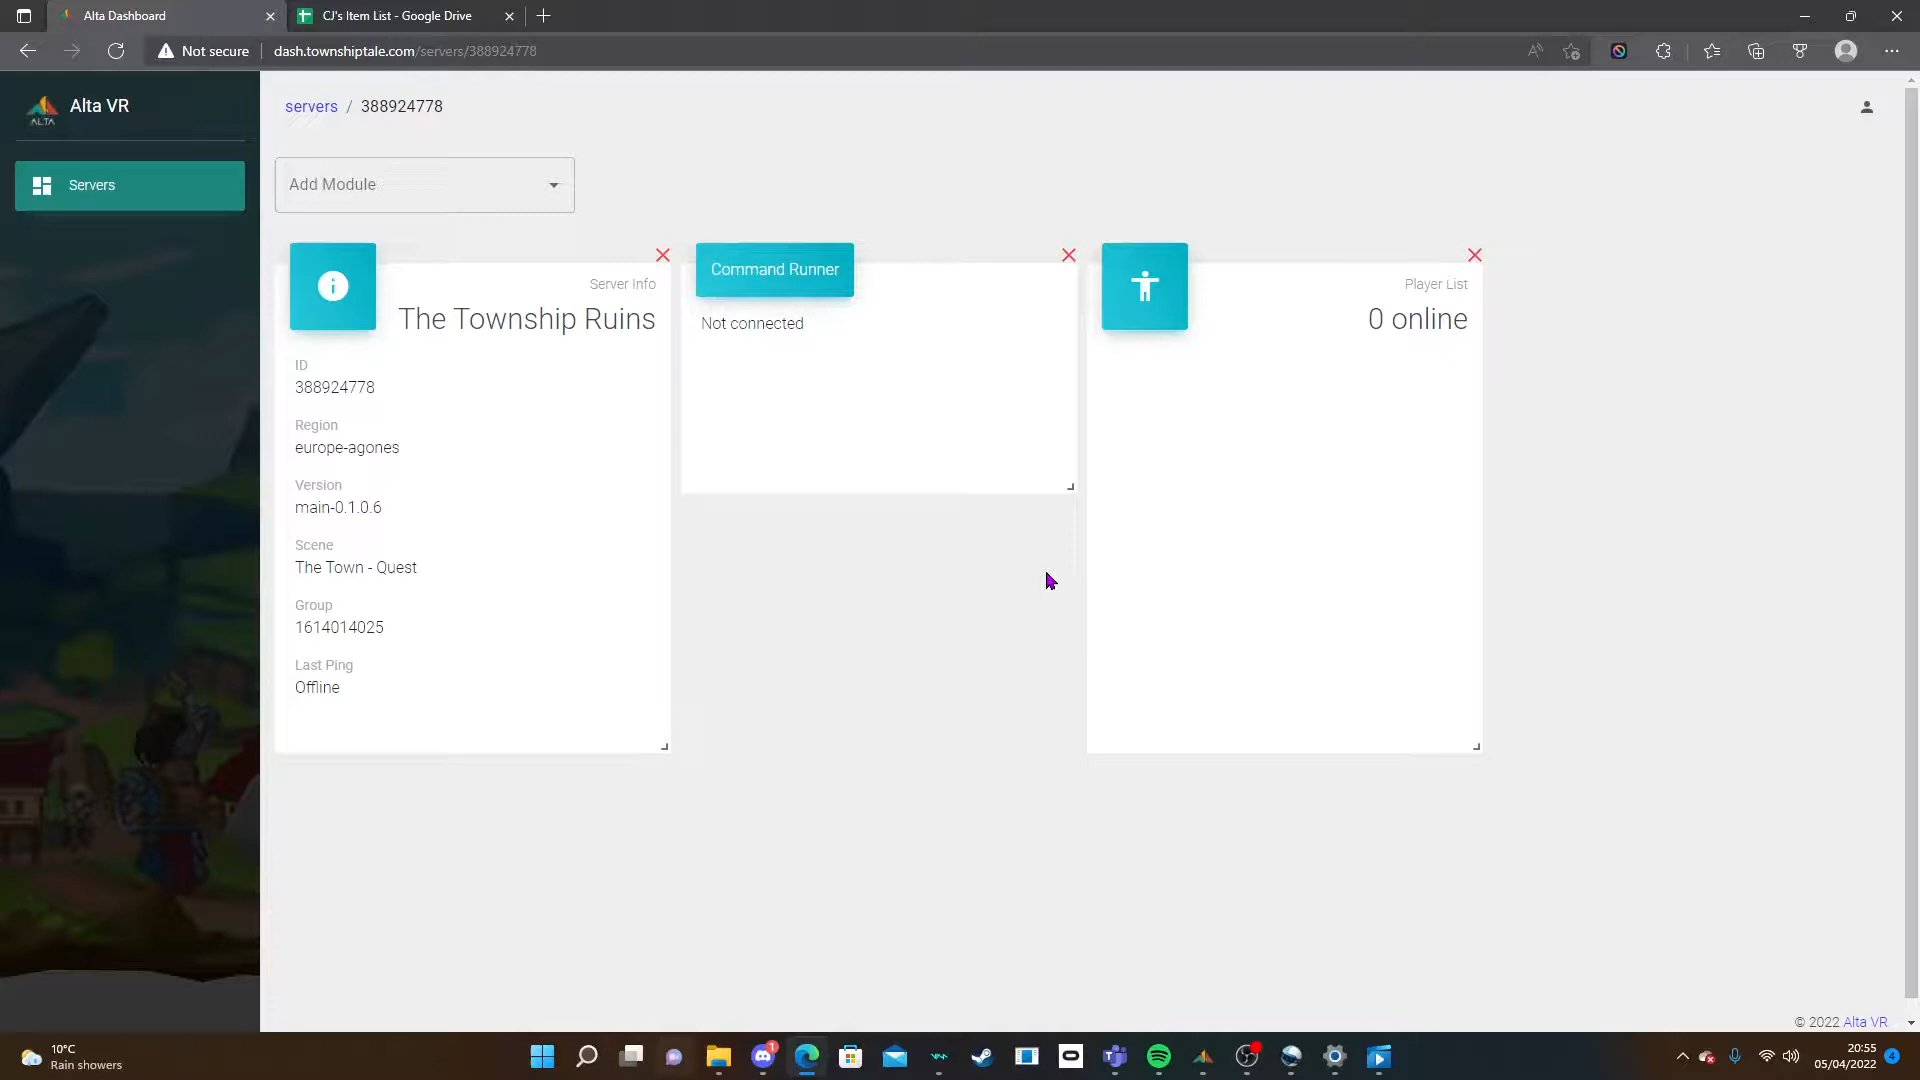 Alta Dashboard
CJ's Item List - Google Drive
Not secure
dash.townshiptale.com/servers/388924778
ALTA
Alta VR
Servers
servers / 388924778
Add Module
Server Info
The Township Ruins
ID
388924778
Region
europe-agones
Version
main-0.1.0.6
Scene
The Town - Quest
Group
1614014025
Last Ping
Offline
Command Runner
Not connected
Player List
0 online
© 2022 Alta VR
10°C
Rain showers
1
20:55
05/04/2022
4